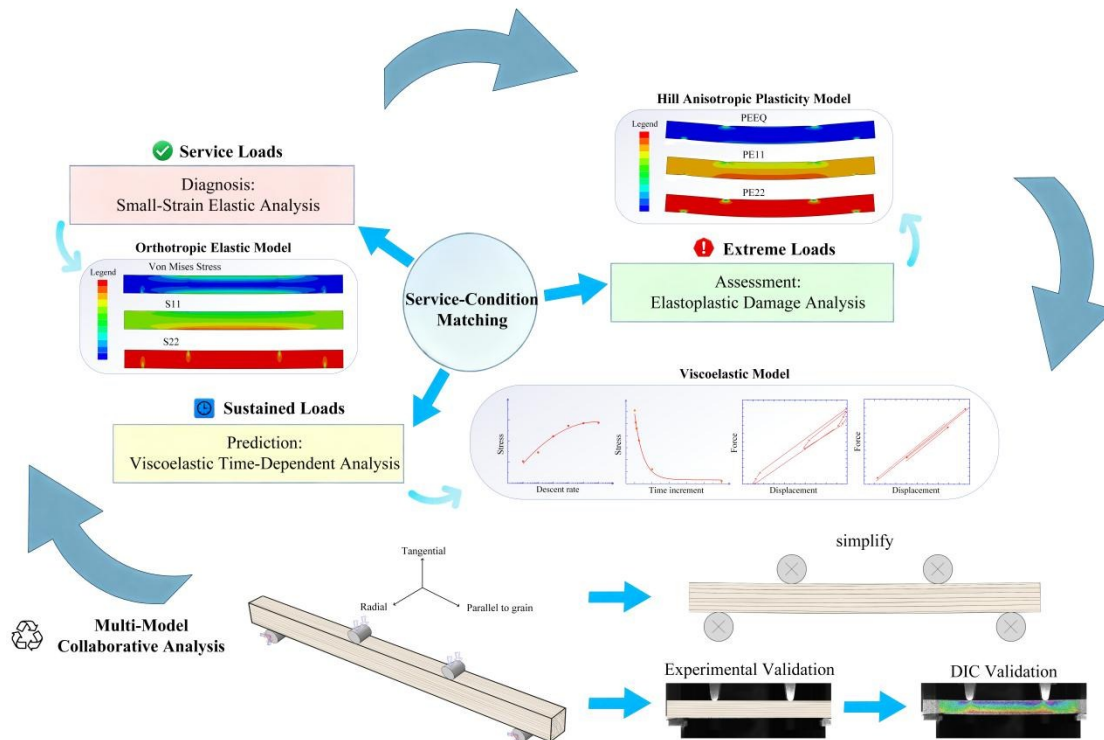 Hill Anisotropic Plasticity Model
Legend
PEEQ
PE11
PE22
Service Loads
Diagnosis:
Small-Strain Elastic Analysis
Orthotropic Elastic Model
Legend
Von Mises Stress
S11
S22
Service-Condition
Matching
Extreme Loads
Assessment:
Elastoplastic Damage Analysis
Sustained Loads
Prediction:
Viscoelastic Time-Dependent Analysis
Viscoelastic Model
Stress
Descent rate
Stress
Time increment
Force
Displacement
Force
Displacement
Multi-Model
Collaborative Analysis
Tangential
Radial
Parallel to grain
simplify
Experimental Validation
DIC Validation